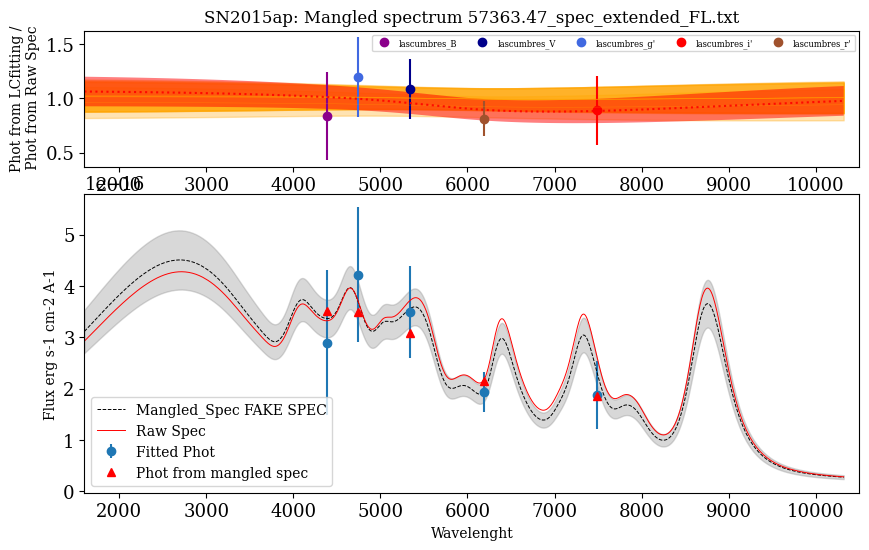 SN2015ap: Mangled spectrum 57363.47_spec_extended_FL.txt
Phot from LCfitting /
Phot from Raw Spec
1.5
1.0
0.5
lascumbres_B
lascumbres_V
lascumbres_g'
lascumbres_i'
lascumbres_r'
2000 3000 4000 5000 6000 7000 8000 9000 10000
1e−16
Flux erg s-1 cm-2 A-1
5
4
3
2
1
0
Mangled_Spec FAKE SPEC
Raw Spec
Fitted Phot
Phot from mangled spec
2000 3000 4000 5000 6000 7000 8000 9000 10000
Wavelenght